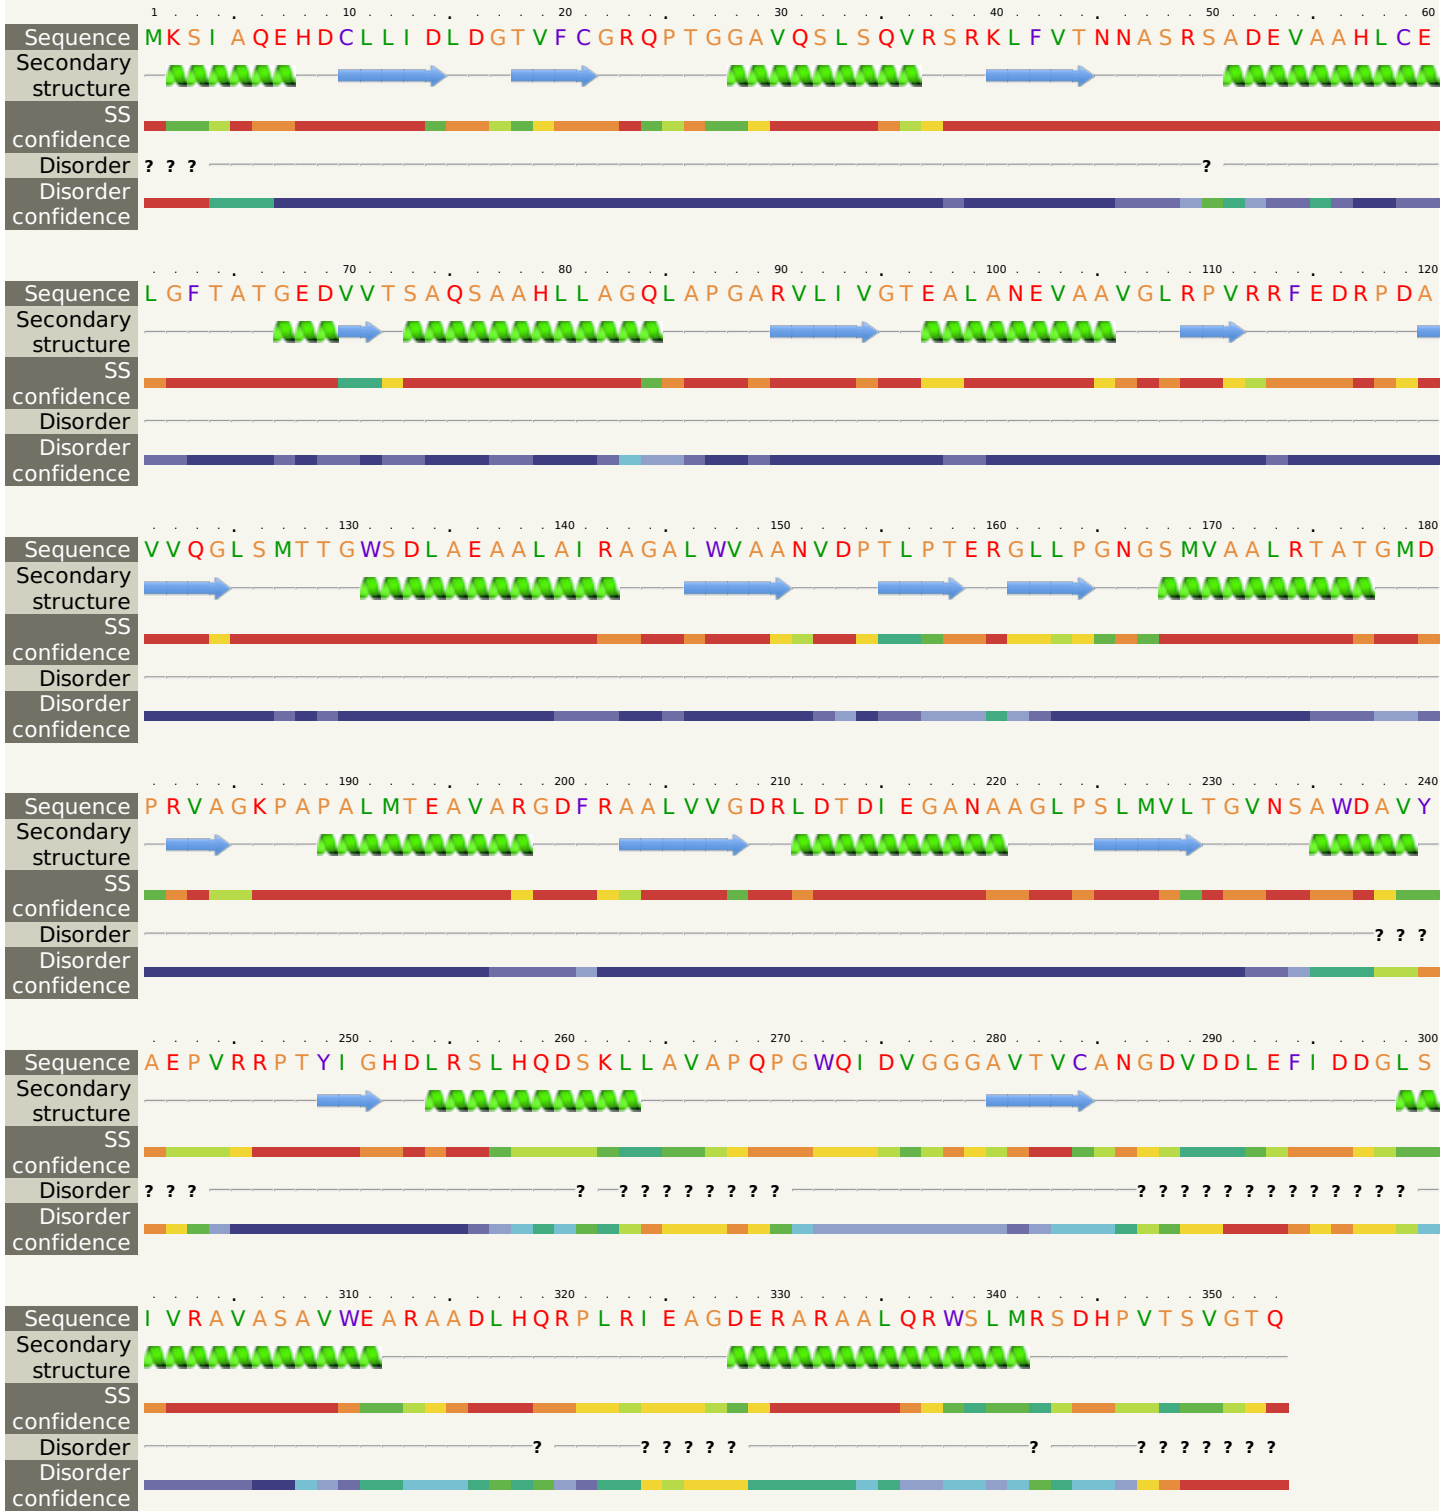 1 10 20 30 40 50 60
Sequence MKSIAQEHDCLLIDLDGTVFCGRQPTGGAVQSLSQVRSRKLFVTNNASRSADEVAAHLCE
Secondary
structure
SS
confidence
Disorder ? ? ? ?
Disorder
confidence
70 80 90 100 110 120
Sequence LGFTATGEDVVTSAQSAAHLLAGQLAPGARVLIVGTEALANEVAAVGLRPVRRFEDRPDA
Secondary
structure
SS
confidence
Disorder
Disorder
confidence
130 140 150 160 170 180
Sequence VVQGLSMTTGWSDLAEAALAIRAGALWVAANVDPTLPTERGLLPGNGSMVAALRTATGMD
Secondary
structure
SS
confidence
Disorder
Disorder
confidence
190 200 210 220 230 240
Sequence PRVAGKPAPALMTEAVARGDFRAALVVGDRLDTDIEGANAAGLPSLMVLTGVNSAWDAVY
Secondary
structure
SS
confidence
Disorder ? ? ?
Disorder
confidence
250 260 270 280 290 300
Sequence AEPVRRPTYIGHDLRSLHQDSKLLAVAPQPGWQIDVGGGAVTVCANGDVDDLEFIDDGLS
Secondary
structure
SS
confidence
Disorder ? ? ? ? ? ? ? ? ? ? ? ? ? ? ? ? ? ? ? ? ? ? ? ?
Disorder
confidence
310 320 330 340 350
Sequence IVRAVASAVWEARAADLHQRPLRIEAGDERARAALQRWSLMRSDHPVTSVGTQ
Secondary
structure
SS
confidence
Disorder ? ? ? ? ? ? ? ? ? ? ? ? ? ?
Disorder
confidence